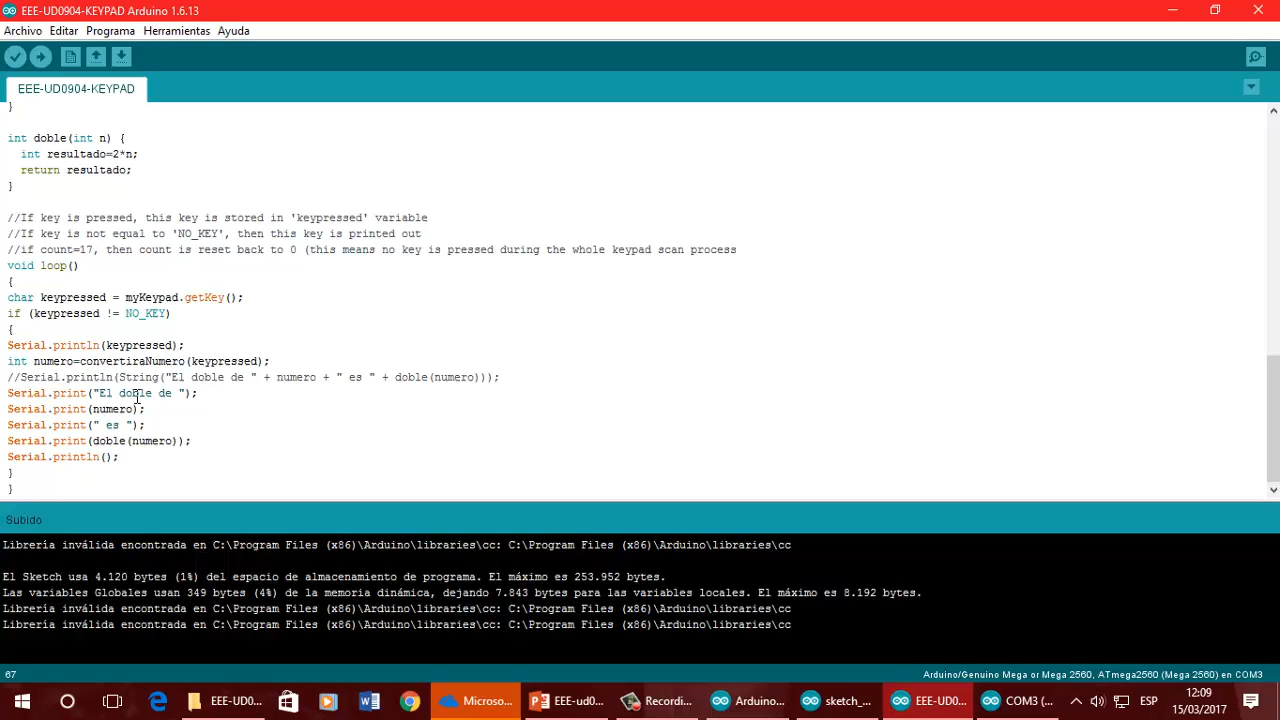 EEE-UD0904-KEYPAD Arduino 1.6.13
Archivo Editar Programa Herramientas Ayuda
EEE-UD0904-KEYPAD
}
int doble(int n) {
int resultado=2*n;
return resultado;
}
//If key is pressed, this key is stored in 'keypressed' variable
//If key is not equal to 'NO_KEY', then this key is printed out
//if count=17, then count is reset back to 0 (this means no key is pressed during the whole keypad scan process
void loop()
{
char keypressed = myKeypad.getKey();
if (keypressed != NO_KEY)
{
Serial.println(keypressed);
int numero=convertiraNumero(keypressed);
//Serial.println(String("El doble de " + numero + " es " + doble(numero)));
Serial.print("El doble de ");
Serial.print(numero);
Serial.print(" es ");
Serial.print(doble(numero));
Serial.println();
}
}
Subido
Librería inválida encontrada en C:\Program Files (x86)\Arduino\libraries\cc: C:\Program Files (x86)\Arduino\libraries\cc
El Sketch usa 4.120 bytes (1%) del espacio de almacenamiento de programa. El máximo es 253.952 bytes.
Las variables Globales usan 349 bytes (4%) de la memoria dinámica, dejando 7.843 bytes para las variables locales. El máximo es 8.192 bytes.
Librería inválida encontrada en C:\Program Files (x86)\Arduino\libraries\cc: C:\Program Files (x86)\Arduino\libraries\cc
Librería inválida encontrada en C:\Program Files (x86)\Arduino\libraries\cc: C:\Program Files (x86)\Arduino\libraries\cc
67 Arduino/Genuino Mega or Mega 2560, ATmega2560 (Mega 2560) en COM3
EEE-UD0... Microso... EEE-ud0... Recordi... Arduino... sketch_... EEE-UD0... COM3 (... ESP 12:09
15/03/2017